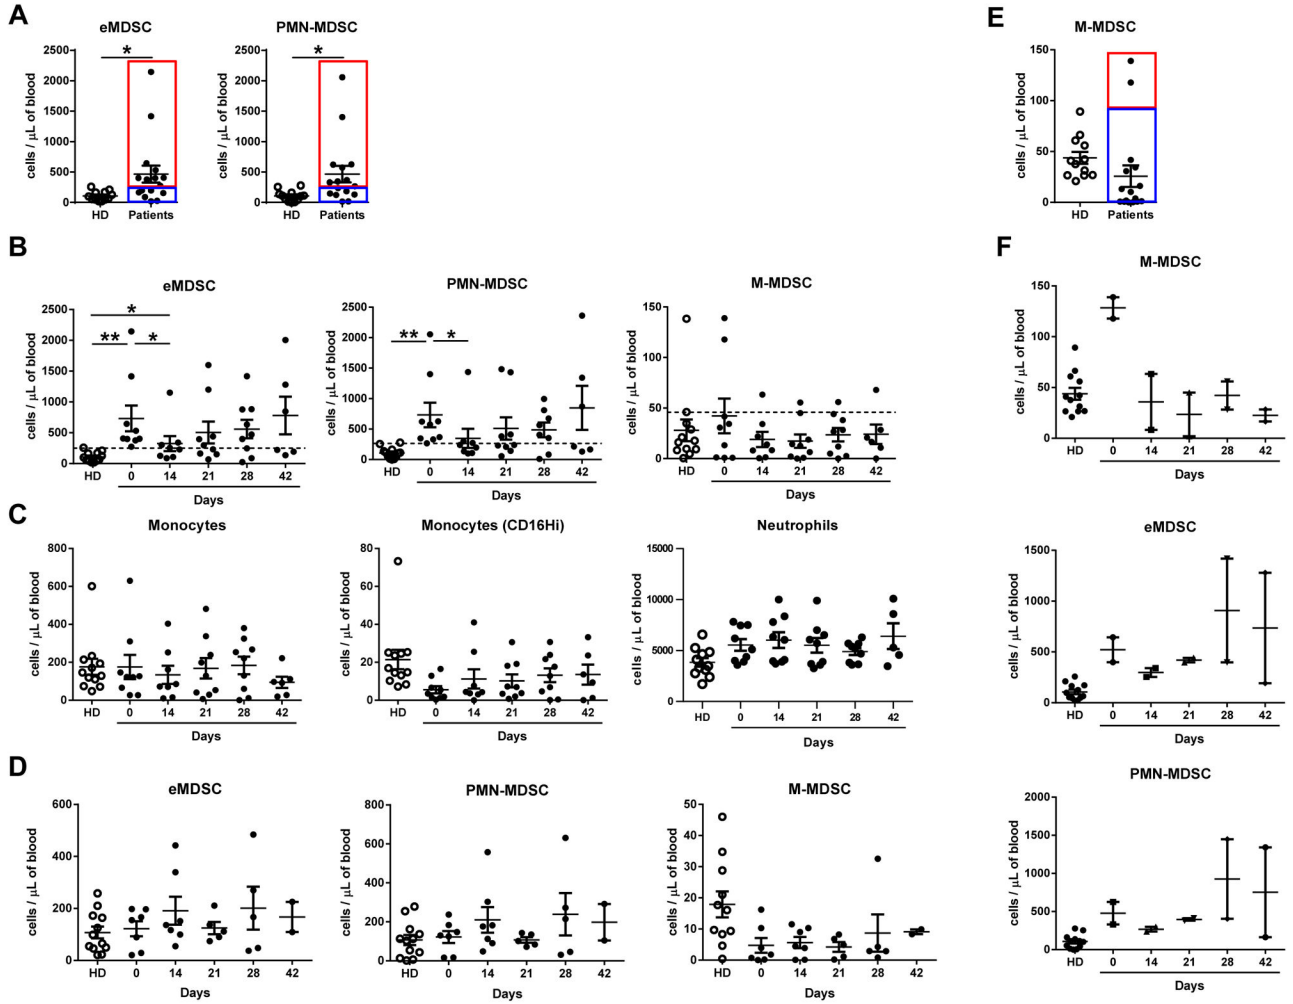 A
eMDSC
cells / μL of blood
2500
2000
1500
1000
500
0
*
HD Patients
PMN-MDSC
cells / μL of blood
2500
2000
1500
1000
500
0
*
HD Patients
E
M-MDSC
cells / μL of blood
150
100
50
0
HD Patients
B
eMDSC
cells / μL of blood
2500
2000
1500
1000
500
0
*
** *
HD 0 14 21 28 42
Days
PMN-MDSC
cells / μL of blood
2500
2000
1500
1000
500
0
** *
HD 0 14 21 28 42
Days
M-MDSC
cells / μL of blood
150
100
50
0
HD 0 14 21 28 42
Days
F
M-MDSC
cells / μL of blood
150
100
50
0
HD 0 14 21 28 42
Days
C
Monocytes
cells / μL of blood
800
600
400
200
0
HD 0 14 21 28 42
Days
Monocytes (CD16Hi)
cells / μL of blood
80
60
40
20
0
HD 0 14 21 28 42
Days
Neutrophils
cells / μL of blood
15000
10000
5000
0
HD 0 14 21 28 42
Days
eMDSC
cells / μL of blood
1500
1000
500
0
HD 0 14 21 28 42
Days
D
eMDSC
cells / μL of blood
600
400
200
0
HD 0 14 21 28 42
Days
PMN-MDSC
cells / μL of blood
800
600
400
200
0
HD 0 14 21 28 42
Days
M-MDSC
cells / μL of blood
50
40
30
20
10
0
HD 0 14 21 28 42
Days
PMN-MDSC
cells / μL of blood
2000
1500
1000
500
0
HD 0 14 21 28 42
Days